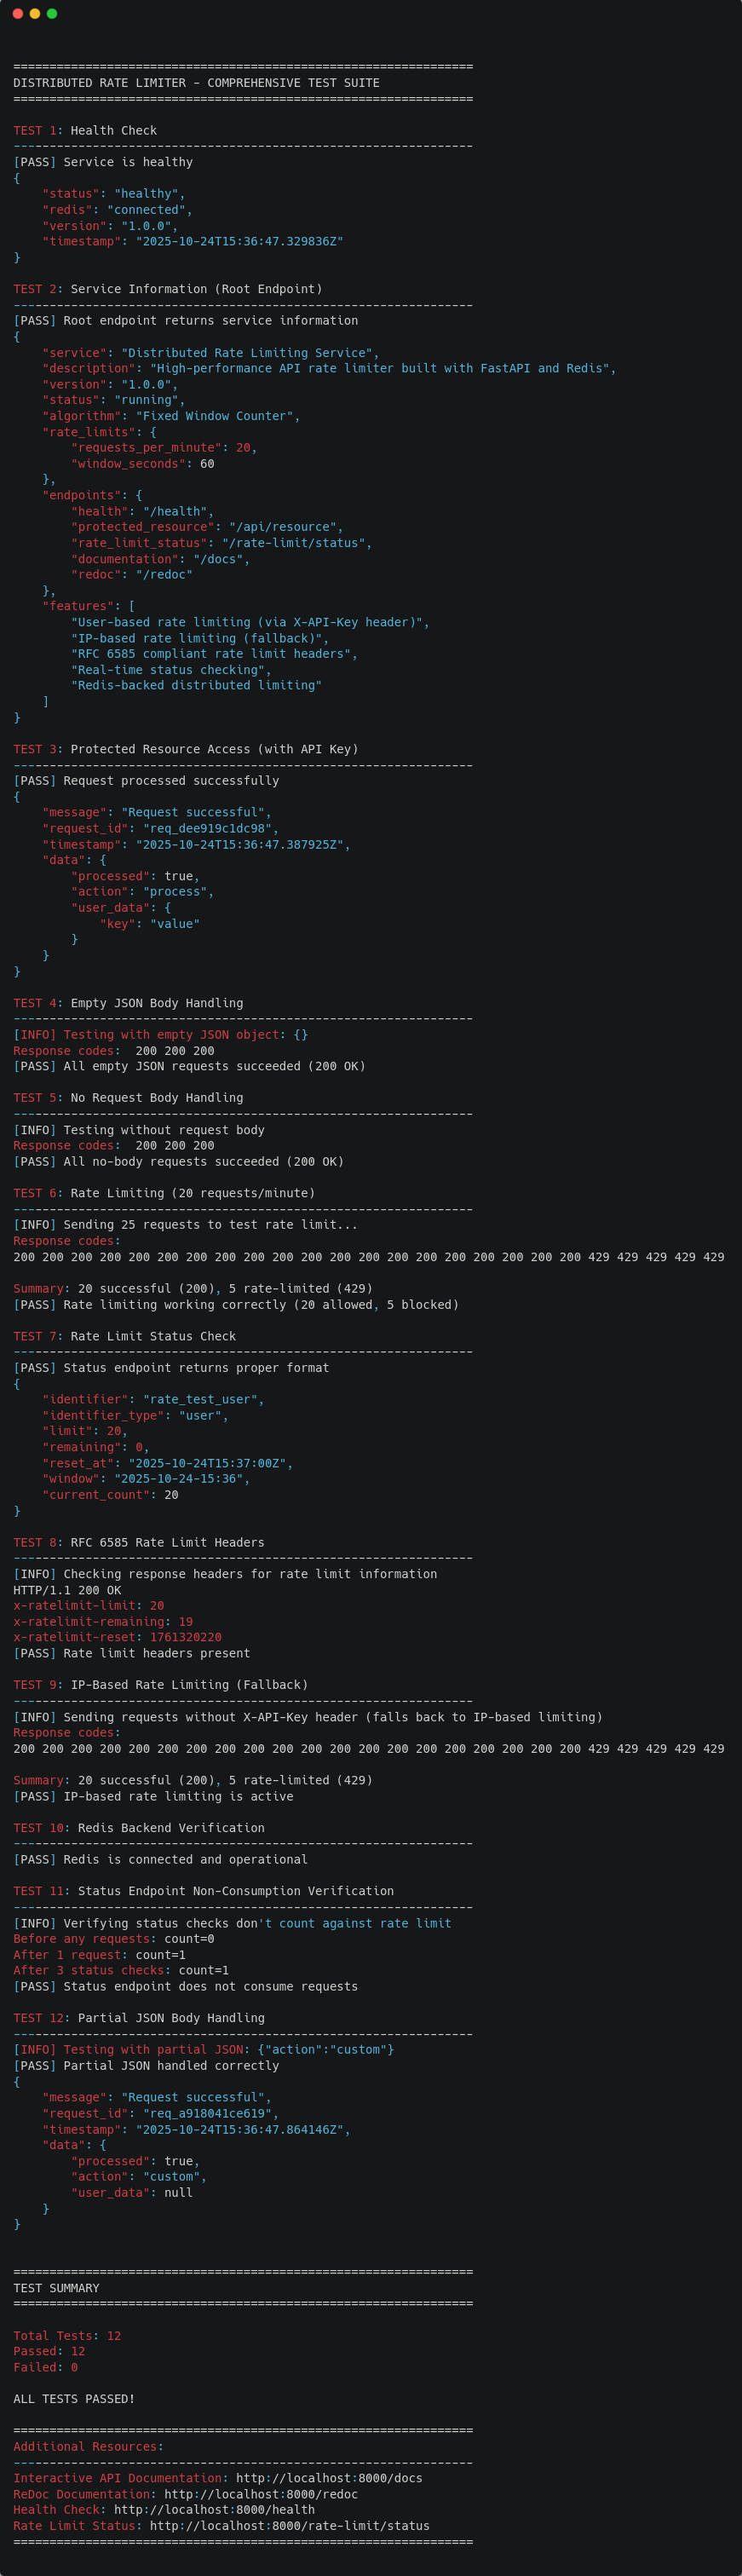 ================================================================
DISTRIBUTED RATE LIMITER - COMPREHENSIVE TEST SUITE
================================================================

TEST 1: Health Check
----------------------------------------------------------------
[PASS] Service is healthy
{
    "status": "healthy",
    "redis": "connected",
    "version": "1.0.0",
    "timestamp": "2025-10-24T15:36:47.329836Z"
}

TEST 2: Service Information (Root Endpoint)
----------------------------------------------------------------
[PASS] Root endpoint returns service information
{
    "service": "Distributed Rate Limiting Service",
    "description": "High-performance API rate limiter built with FastAPI and Redis",
    "version": "1.0.0",
    "status": "running",
    "algorithm": "Fixed Window Counter",
    "rate_limits": {
        "requests_per_minute": 20,
        "window_seconds": 60
    },
    "endpoints": {
        "health": "/health",
        "protected_resource": "/api/resource",
        "rate_limit_status": "/rate-limit/status",
        "documentation": "/docs",
        "redoc": "/redoc"
    },
    "features": [
        "User-based rate limiting (via X-API-Key header)",
        "IP-based rate limiting (fallback)",
        "RFC 6585 compliant rate limit headers",
        "Real-time status checking",
        "Redis-backed distributed limiting"
    ]
}

TEST 3: Protected Resource Access (with API Key)
----------------------------------------------------------------
[PASS] Request processed successfully
{
    "message": "Request successful",
    "request_id": "req_dee919c1dc98",
    "timestamp": "2025-10-24T15:36:47.387925Z",
    "data": {
        "processed": true,
        "action": "process",
        "user_data": {
            "key": "value"
        }
    }
}

TEST 4: Empty JSON Body Handling
----------------------------------------------------------------
[INFO] Testing with empty JSON object: {}
Response codes:  200 200 200
[PASS] All empty JSON requests succeeded (200 OK)

TEST 5: No Request Body Handling
----------------------------------------------------------------
[INFO] Testing without request body
Response codes:  200 200 200
[PASS] All no-body requests succeeded (200 OK)

TEST 6: Rate Limiting (20 requests/minute)
----------------------------------------------------------------
[INFO] Sending 25 requests to test rate limit...
Response codes:
200 200 200 200 200 200 200 200 200 200 200 200 200 200 200 200 200 200 200 200 429 429 429 429 429

Summary: 20 successful (200), 5 rate-limited (429)
[PASS] Rate limiting working correctly (20 allowed, 5 blocked)

TEST 7: Rate Limit Status Check
----------------------------------------------------------------
[PASS] Status endpoint returns proper format
{
    "identifier": "rate_test_user",
    "identifier_type": "user",
    "limit": 20,
    "remaining": 0,
    "reset_at": "2025-10-24T15:37:00Z",
    "window": "2025-10-24-15:36",
    "current_count": 20
}

TEST 8: RFC 6585 Rate Limit Headers
----------------------------------------------------------------
[INFO] Checking response headers for rate limit information
HTTP/1.1 200 OK
x-ratelimit-limit: 20
x-ratelimit-remaining: 19
x-ratelimit-reset: 1761320220
[PASS] Rate limit headers present

TEST 9: IP-Based Rate Limiting (Fallback)
----------------------------------------------------------------
[INFO] Sending requests without X-API-Key header (falls back to IP-based limiting)
Response codes:
200 200 200 200 200 200 200 200 200 200 200 200 200 200 200 200 200 200 200 200 429 429 429 429 429

Summary: 20 successful (200), 5 rate-limited (429)
[PASS] IP-based rate limiting is active

TEST 10: Redis Backend Verification
----------------------------------------------------------------
[PASS] Redis is connected and operational

TEST 11: Status Endpoint Non-Consumption Verification
----------------------------------------------------------------
[INFO] Verifying status checks don't count against rate limit
Before any requests: count=0
After 1 request: count=1
After 3 status checks: count=1
[PASS] Status endpoint does not consume requests

TEST 12: Partial JSON Body Handling
----------------------------------------------------------------
[INFO] Testing with partial JSON: {"action":"custom"}
[PASS] Partial JSON handled correctly
{
    "message": "Request successful",
    "request_id": "req_a918041ce619",
    "timestamp": "2025-10-24T15:36:47.864146Z",
    "data": {
        "processed": true,
        "action": "custom",
        "user_data": null
    }
}

================================================================
TEST SUMMARY
================================================================

Total Tests: 12
Passed: 12
Failed: 0

ALL TESTS PASSED!

================================================================
Additional Resources:
----------------------------------------------------------------
Interactive API Documentation: http://localhost:8000/docs
ReDoc Documentation: http://localhost:8000/redoc
Health Check: http://localhost:8000/health
Rate Limit Status: http://localhost:8000/rate-limit/status
================================================================